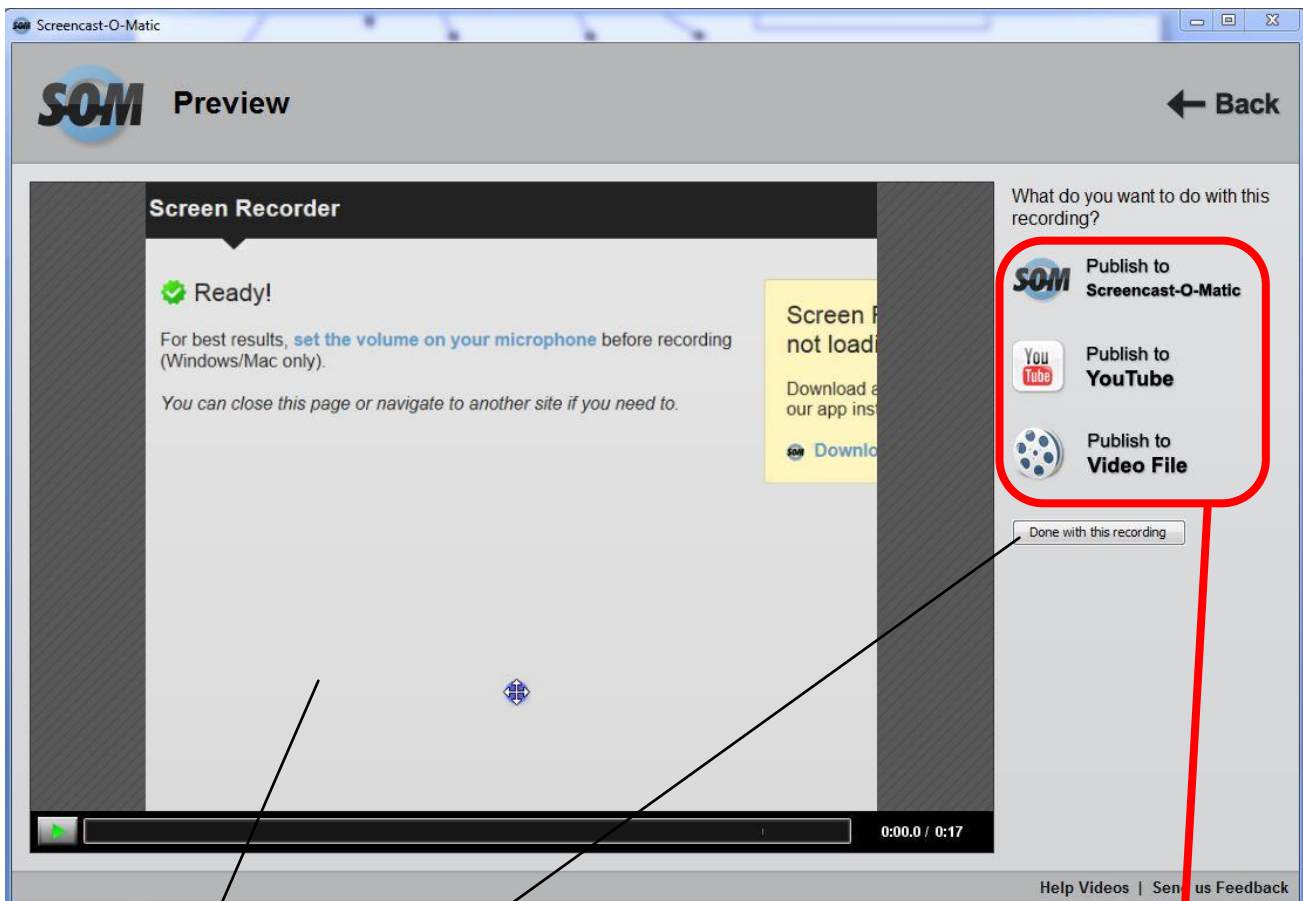 Screencast-O-Matic
SOM
Preview
Back
Screen Recorder
Ready!
For best results, set the volume on your microphone before recording
(Windows/Mac only).
You can close this page or navigate to another site if you need to.
Screen
not loadi
Download a
our app inst
SOM Downlo
0:00.0 / 0:17
What do you want to do with this
recording?
SOM
Publish to
Screencast-O-Matic
You
Tube
Publish to
YouTube
Publish to
Video File
Done with this recording
Help Videos | Send us Feedback